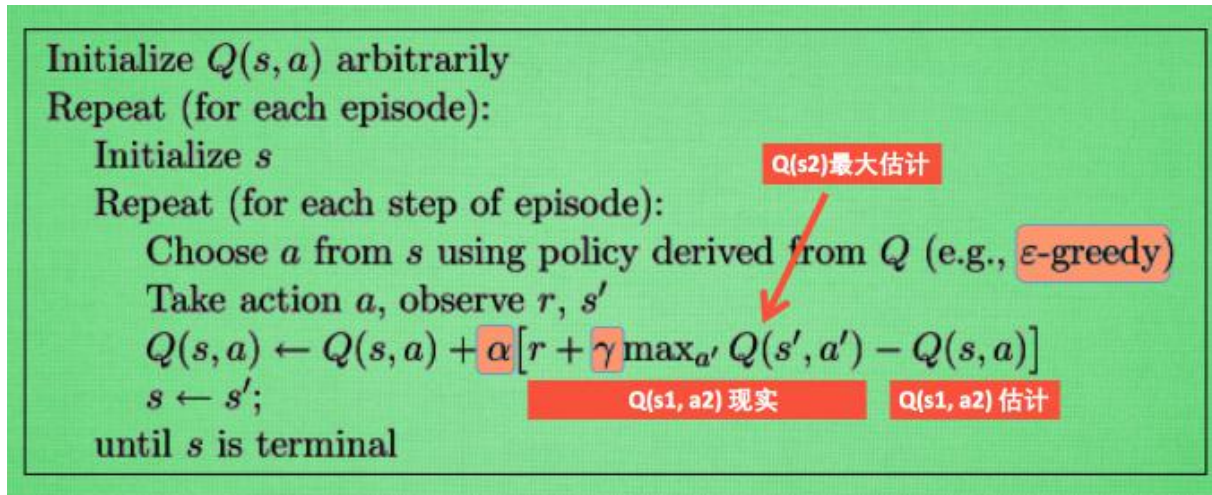 Initialize Q(s, a) arbitrarily
Repeat (for each episode):
Initialize s
Q(s2)最大估计
Repeat (for each step of episode):
Choose a from s using policy derived from Q (e.g., ε-greedy)
Take action a, observe r, s′
Q(s, a) ← Q(s, a) + α[r + γ max_a′ Q(s′, a′) − Q(s, a)]
s ← s′;
Q(s1, a2) 现实 Q(s1, a2) 估计
until s is terminal